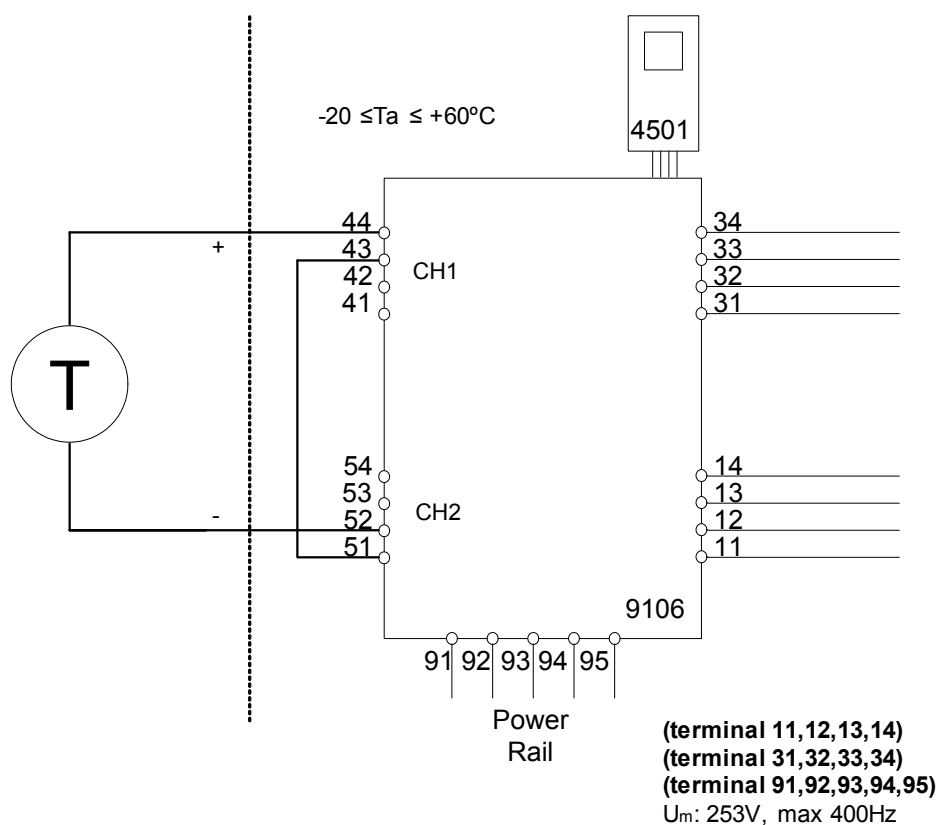 -20 ≤Ta ≤ +60ºC
4501
44
43
42
41
+
CH1
34
33
32
31
T
54
53
52
51
-
CH2
14
13
12
11
9106
91 92 93 94 95
Power
Rail
(terminal 11,12,13,14)
(terminal 31,32,33,34)
(terminal 91,92,93,94,95)
Um: 253V, max 400Hz